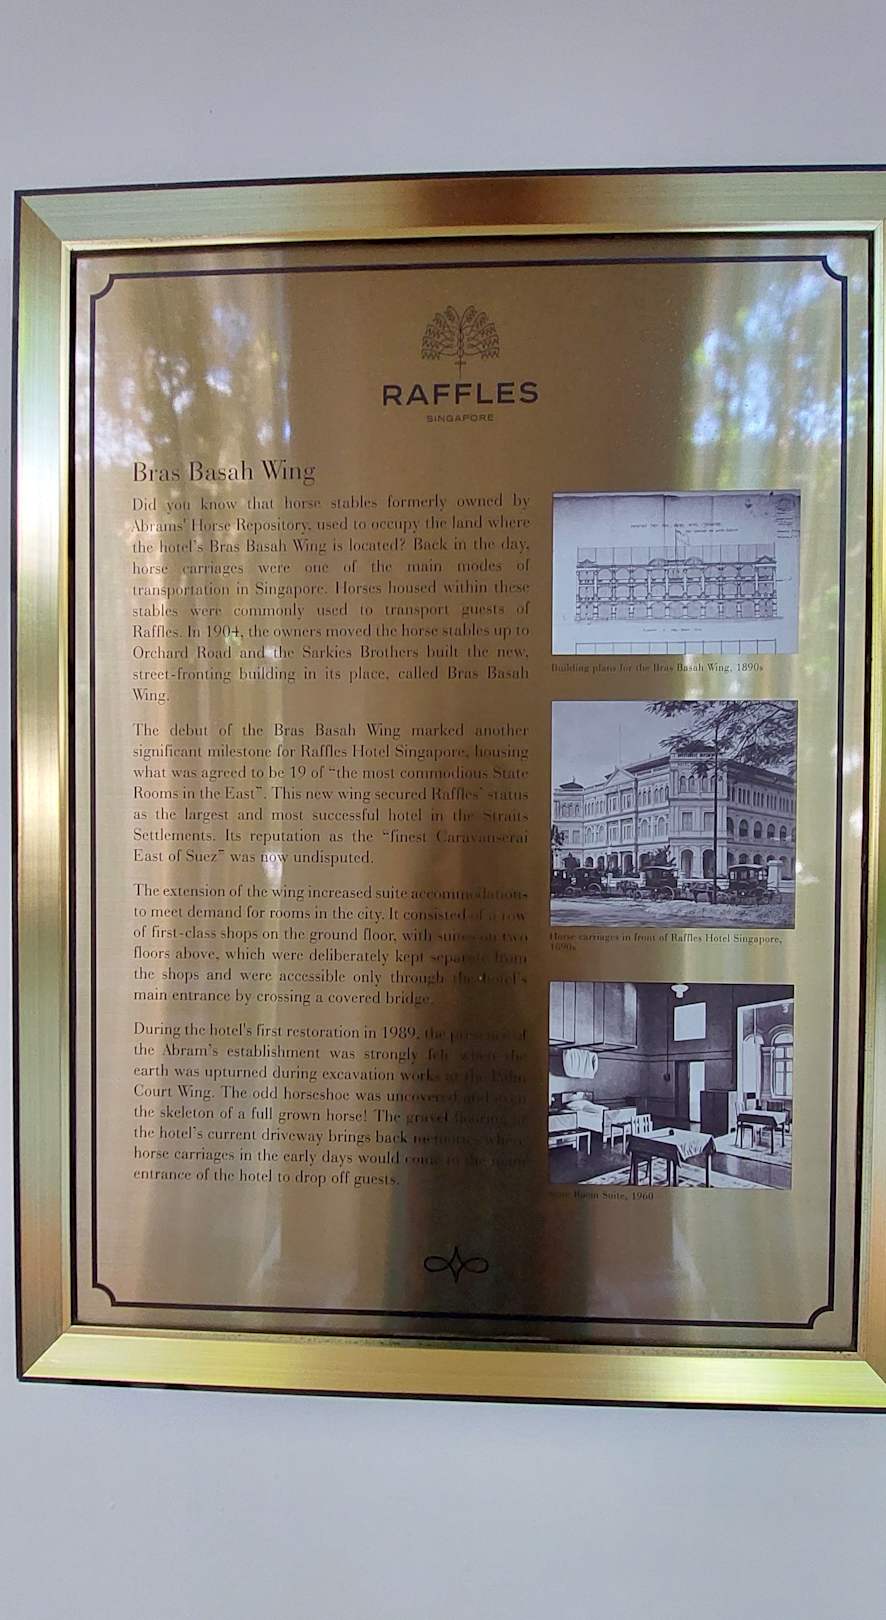 RAFFLES
SINGAPORE
Bras Basah Wing
Did you know that horse stables formerly owned by
Abrams' Horse Repository, used to occupy the land where
the hotel's Bras Basah Wing is located? Back in the day,
horse carriages were one of the main modes of
transportation in Singapore. Horses housed within these
stables were commonly used to transport guests of
Raffles. In 1904, the owners moved the horse stables up to
Orchard Road and the Sarkies Brothers built the new,
street-fronting building in its place, called Bras Basah
Wing.
The debut of the Bras Basah Wing marked another
significant milestone for Raffles Hotel Singapore, housing
what was agreed to be 19 of “the most commodious State
Rooms in the East”. This new wing secured Raffles' status
as the largest and most successful hotel in the Straits
Settlements. Its reputation as the “finest Caravanserai
East of Suez” was now undisputed.
The extension of the wing increased suite accommodations
to meet demand for rooms in the city. It consisted of a row
of first-class shops on the ground floor, with suites on two
floors above, which were deliberately kept separate from
the shops and were accessible only through the hotel's
main entrance by crossing a covered bridge.
During the hotel's first restoration in 1989, the presence of
the Abram's establishment was strongly felt when the
earth was upturned during excavation works at the Palm
Court Wing. The odd horseshoe was uncovered and even
the skeleton of a full grown horse! The gravel flooring
the hotel's current driveway brings back memories
horse carriages in the early days would come to the main
entrance of the hotel to drop off guests.
Building plans for the Bras Basah Wing, 1890s
Horse carriages in front of Raffles Hotel Singapore,
1890s
Room Suite, 1960